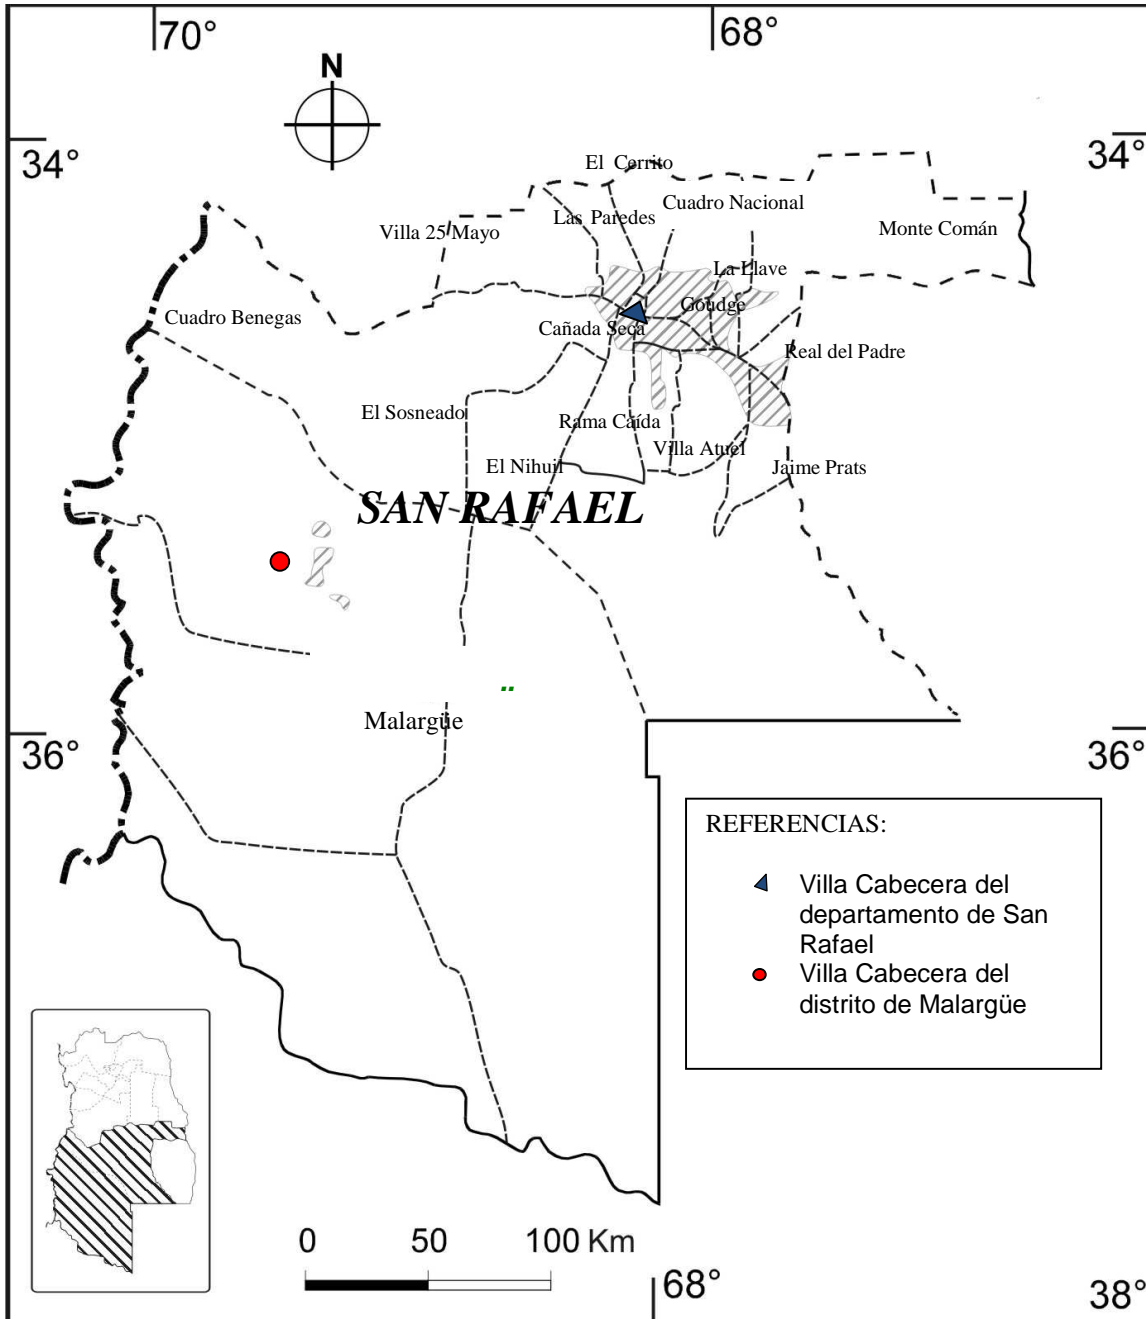 70°
68°
N
34°
34°
El Cerrito
Las Paredes
Cuadro Nacional
Villa 25 Mayo
Monte Comán
La Llave
Goudge
Cuadro Benegas
Cañada Seca
Real del Padre
El Sosneado
Rama Caída
Villa Atuel
El Nihuil
Jaime Prats
SAN RAFAEL
Malargüe
36°
36°
REFERENCIAS:
Villa Cabecera del
departamento de San
Rafael
Villa Cabecera del
distrito de Malargüe
0 50 100 Km
68°
38°